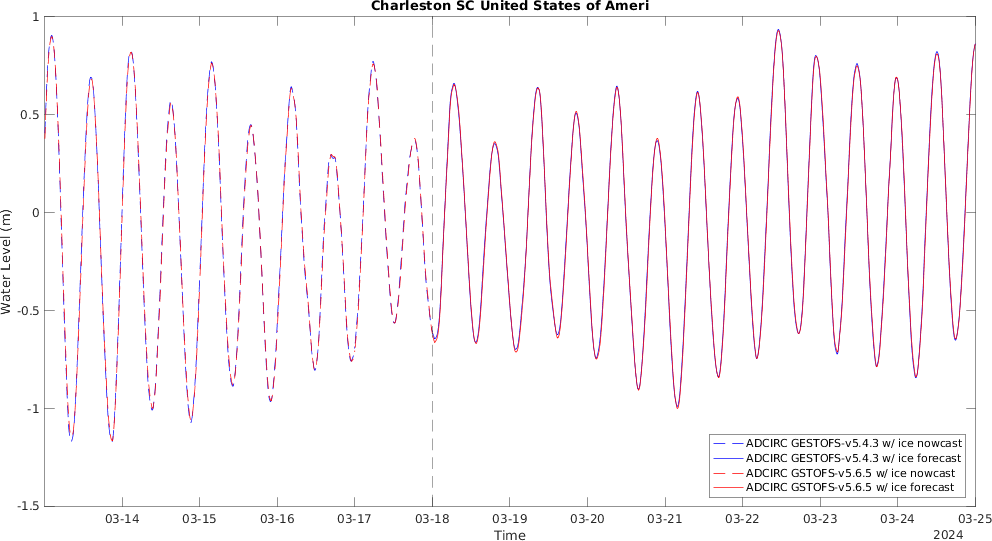 Charleston SC United States of Ameri
1
0.5
0
-0.5
-1
-1.5
Water Level (m)
ADCIRC GESTOFS-v5.4.3 w/ ice nowcast
ADCIRC GESTOFS-v5.4.3 w/ ice forecast
ADCIRC GSTOFS-v5.6.5 w/ ice nowcast
ADCIRC GSTOFS-v5.6.5 w/ ice forecast
03-14 03-15 03-16 03-17 03-18 03-19 03-20 03-21 03-22 03-23 03-24 03-25
Time
2024